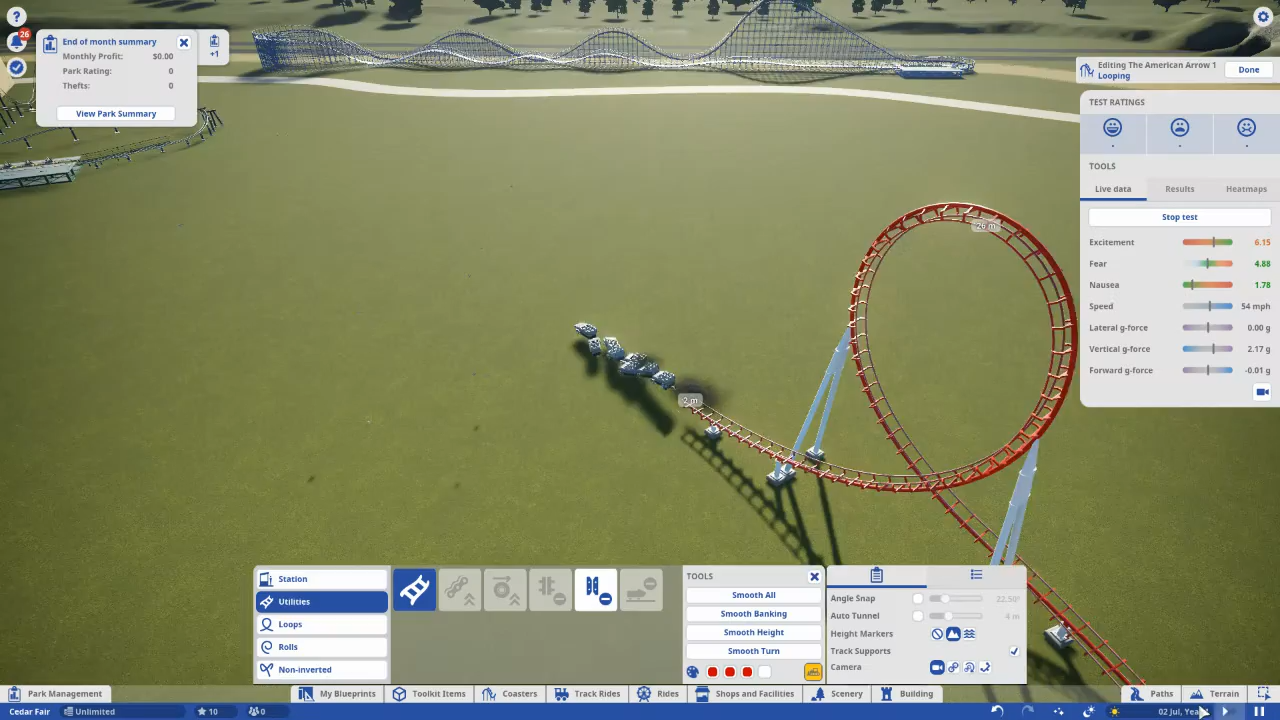 ?
26
End of month summary
Monthly Profit: $0.00
Park Rating: 0
Thefts: 0
View Park Summary
+1
Editing The American Arrow 1
Looping
Done
TEST RATINGS
- - -
TOOLS
Live data Results Heatmaps
Stop test
Excitement 6.15
Fear 4.88
Nausea 1.78
Speed 54 mph
Lateral g-force 0.00 g
Vertical g-force 2.17 g
Forward g-force -0.01 g
26 m
2 m
Station
Utilities
Loops
Rolls
Non-inverted
TOOLS
Smooth All
Smooth Banking
Smooth Height
Smooth Turn
Angle Snap 22.50°
Auto Tunnel 4 m
Height Markers
Track Supports
Camera
Park Management My Blueprints Toolkit Items Coasters Track Rides Rides Shops and Facilities Scenery Building Paths Terrain
Cedar Fair Unlimited 10 0 02 Jul, Year